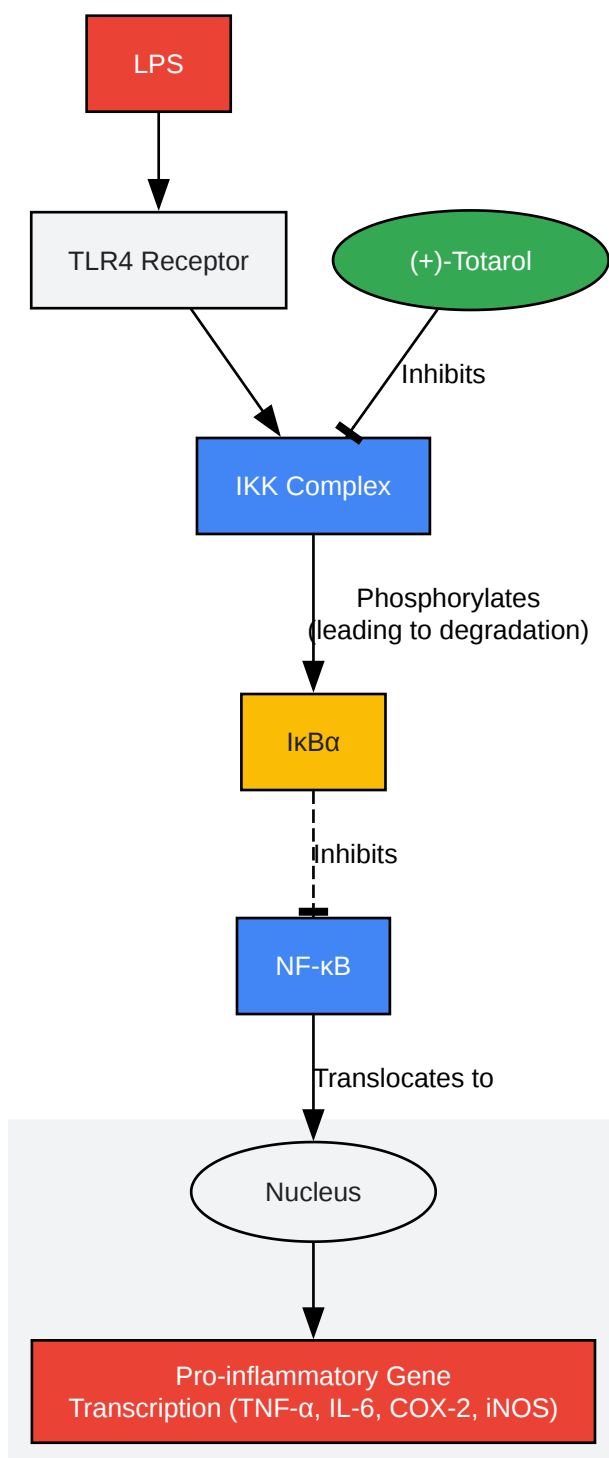 LPS
TLR4 Receptor
(+)-Totarol
Inhibits
IKK Complex
Phosphorylates
(leading to degradation)
IκBα
Inhibits
NF-κB
Translocates to
Nucleus
Pro-inflammatory Gene
Transcription (TNF-α, IL-6, COX-2, iNOS)